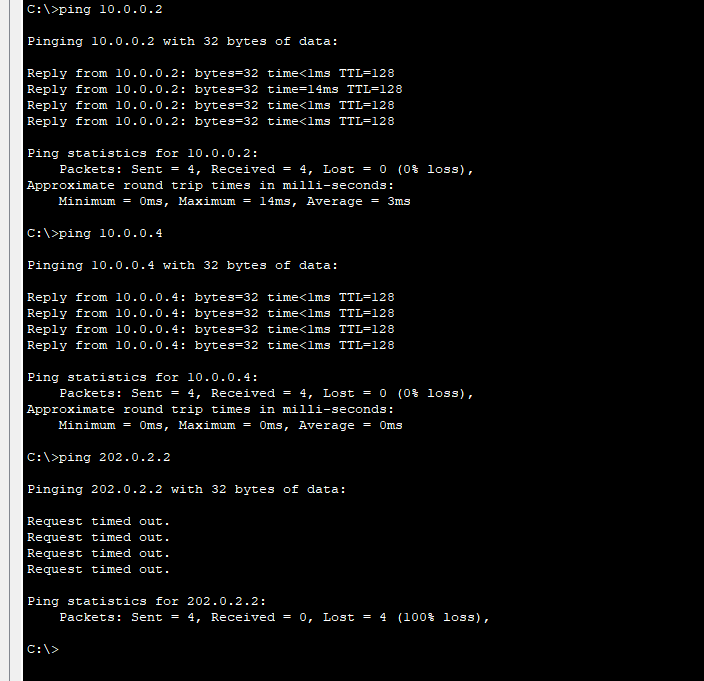 C:\>ping 10.0.0.2
Pinging 10.0.0.2 with 32 bytes of data:
Reply from 10.0.0.2: bytes=32 time<1ms TTL=128
Reply from 10.0.0.2: bytes=32 time=14ms TTL=128
Reply from 10.0.0.2: bytes=32 time<1ms TTL=128
Reply from 10.0.0.2: bytes=32 time<1ms TTL=128
Ping statistics for 10.0.0.2:
    Packets: Sent = 4, Received = 4, Lost = 0 (0% loss),
Approximate round trip times in milli-seconds:
    Minimum = 0ms, Maximum = 14ms, Average = 3ms
C:\>ping 10.0.0.4
Pinging 10.0.0.4 with 32 bytes of data:
Reply from 10.0.0.4: bytes=32 time<1ms TTL=128
Reply from 10.0.0.4: bytes=32 time<1ms TTL=128
Reply from 10.0.0.4: bytes=32 time<1ms TTL=128
Reply from 10.0.0.4: bytes=32 time<1ms TTL=128
Ping statistics for 10.0.0.4:
    Packets: Sent = 4, Received = 4, Lost = 0 (0% loss),
Approximate round trip times in milli-seconds:
    Minimum = 0ms, Maximum = 0ms, Average = 0ms
C:\>ping 202.0.2.2
Pinging 202.0.2.2 with 32 bytes of data:
Request timed out.
Request timed out.
Request timed out.
Request timed out.
Ping statistics for 202.0.2.2:
    Packets: Sent = 4, Received = 0, Lost = 4 (100% loss),
C:\>